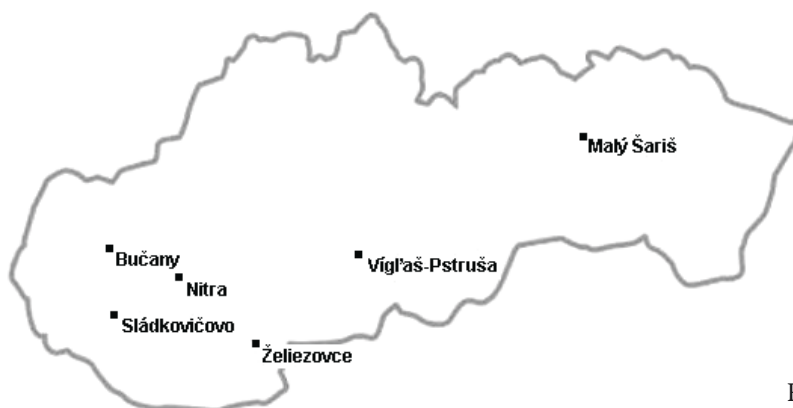 Malý Šariš
Bučany
Vígľaš-Pstruša
Nitra
Sládkovičovo
Želiezovce